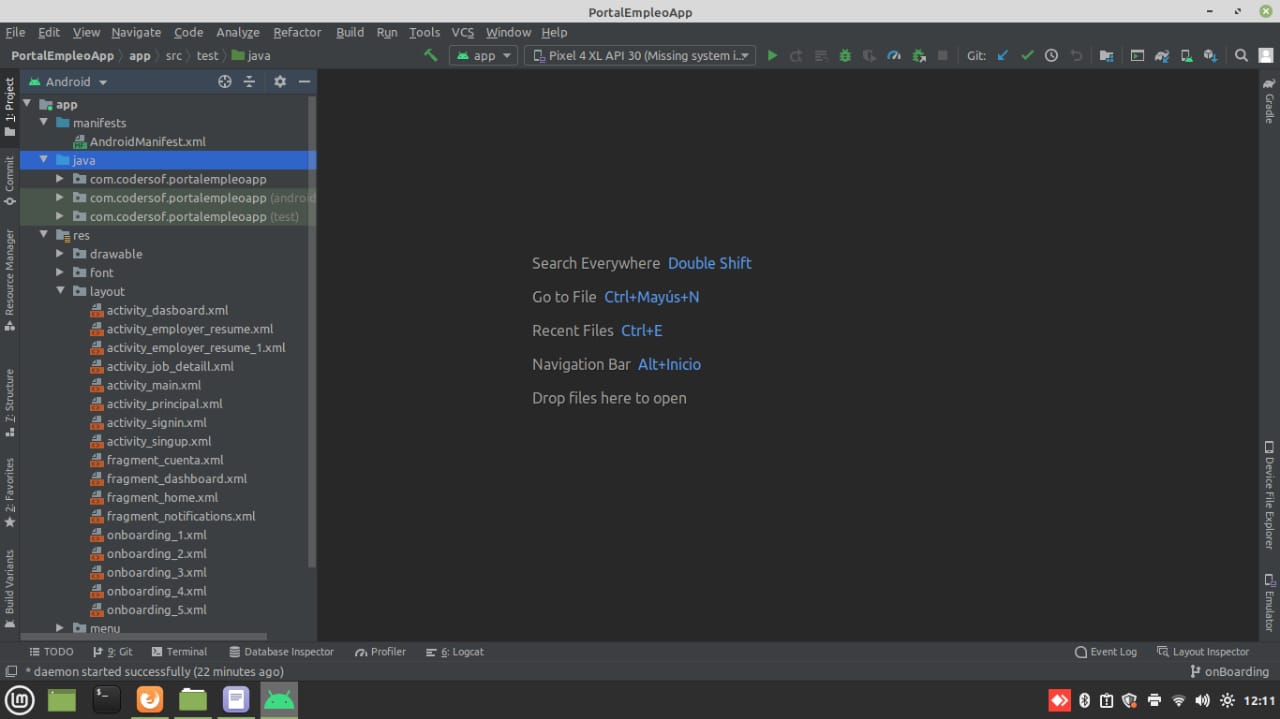 PortalEmpleoApp
File Edit View Navigate Code Analyze Refactor Build Run Tools VCS Window Help
PortalEmpleoApp app src test java app Pixel 4 XL API 30 (Missing system i... Git:
1: Project
Commit
Resource Manager
7: Structure
2: Favorites
Build Variants
Android
app
manifests
AndroidManifest.xml
java
com.codersof.portalempleoapp
com.codersof.portalempleoapp (android
com.codersof.portalempleoapp (test)
res
drawable
font
layout
activity_dasboard.xml
activity_employer_resume.xml
activity_employer_resume_1.xml
activity_job_detaill.xml
activity_main.xml
activity_principal.xml
activity_signin.xml
activity_singup.xml
fragment_cuenta.xml
fragment_dashboard.xml
fragment_home.xml
fragment_notifications.xml
onboarding_1.xml
onboarding_2.xml
onboarding_3.xml
onboarding_4.xml
onboarding_5.xml
menu
Search Everywhere Double Shift
Go to File Ctrl+Mayús+N
Recent Files Ctrl+E
Navigation Bar Alt+Inicio
Drop files here to open
Gradle
Device File Explorer
Emulator
TODO 9: Git Terminal Database Inspector Profiler 6: Logcat Event Log Layout Inspector
* daemon started successfully (22 minutes ago) onBoarding
12:11